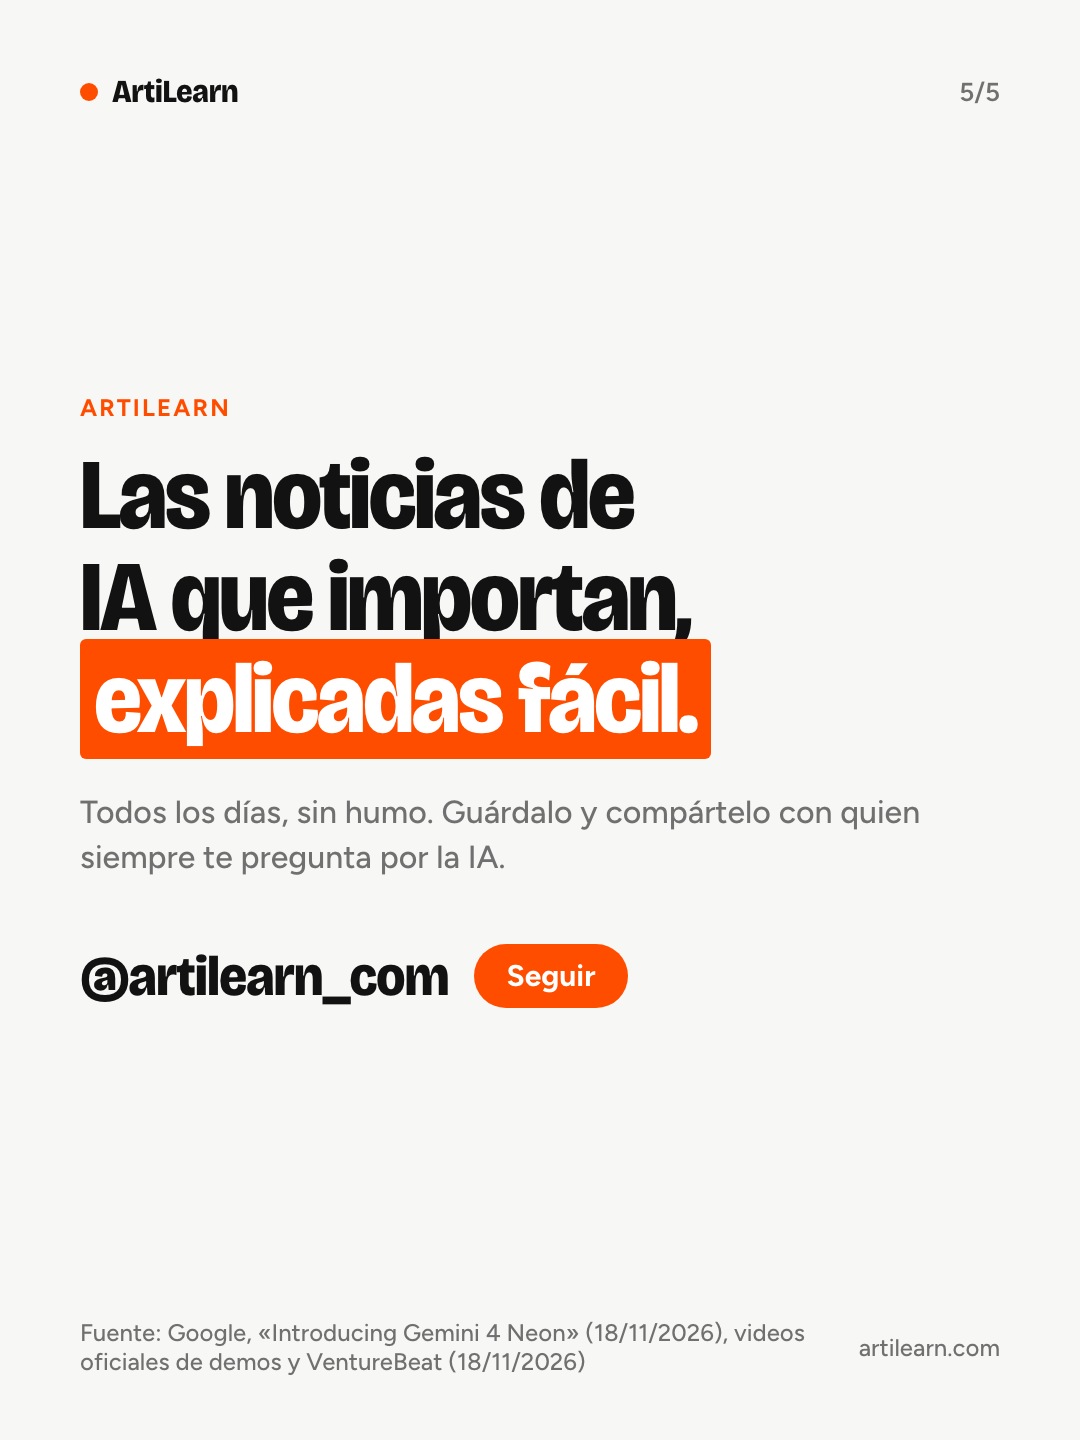 ArtiLearn
5/5
ARTILEARN
Las noticias de
IA que importan,
explicadas fácil.
Todos los días, sin humo. Guárdalo y compártelo con quien
siempre te pregunta por la IA.
@artilearn_com
Seguir
Fuente: Google, «Introducing Gemini 4 Neon» (18/11/2026), videos
oficiales de demos y VentureBeat (18/11/2026)
artilearn.com